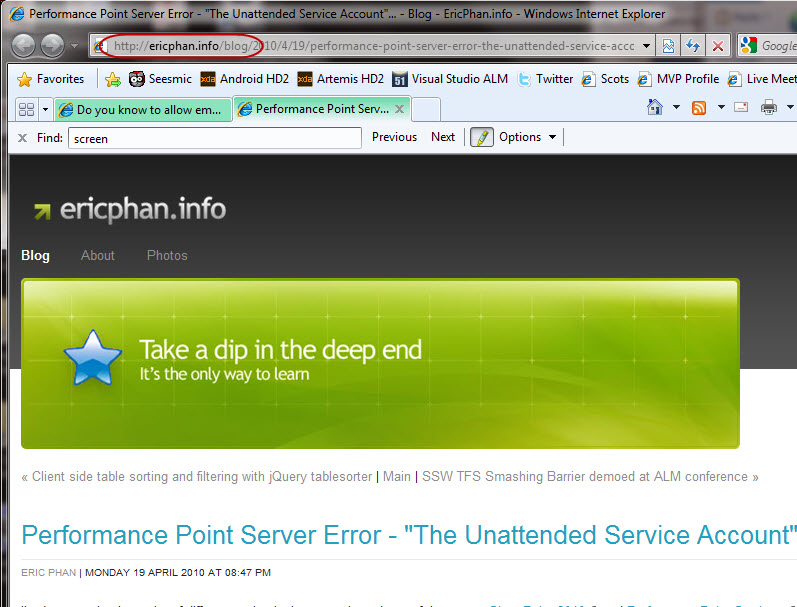 Performance Point Server Error - "The Unattended Service Account"... - Blog - EricPhan.info - Windows Internet Explorer
http://ericphan.info/blog/2010/4/19/performance-point-server-error-the-unattended-service-acco
Google
Favorites Seesmic Android HD2 Artemis HD2 51 Visual Studio ALM Twitter Scots MVP Profile Live Meet
Do you know to allow em... Performance Point Serv...
Find: screen Previous Next Options
ericphan.info
Blog About Photos
Take a dip in the deep end
It's the only way to learn
« Client side table sorting and filtering with jQuery tablesorter | Main | SSW TFS Smashing Barrier demoed at ALM conference »
Performance Point Server Error - "The Unattended Service Account"
ERIC PHAN | MONDAY 19 APRIL 2010 AT 08:47 PM